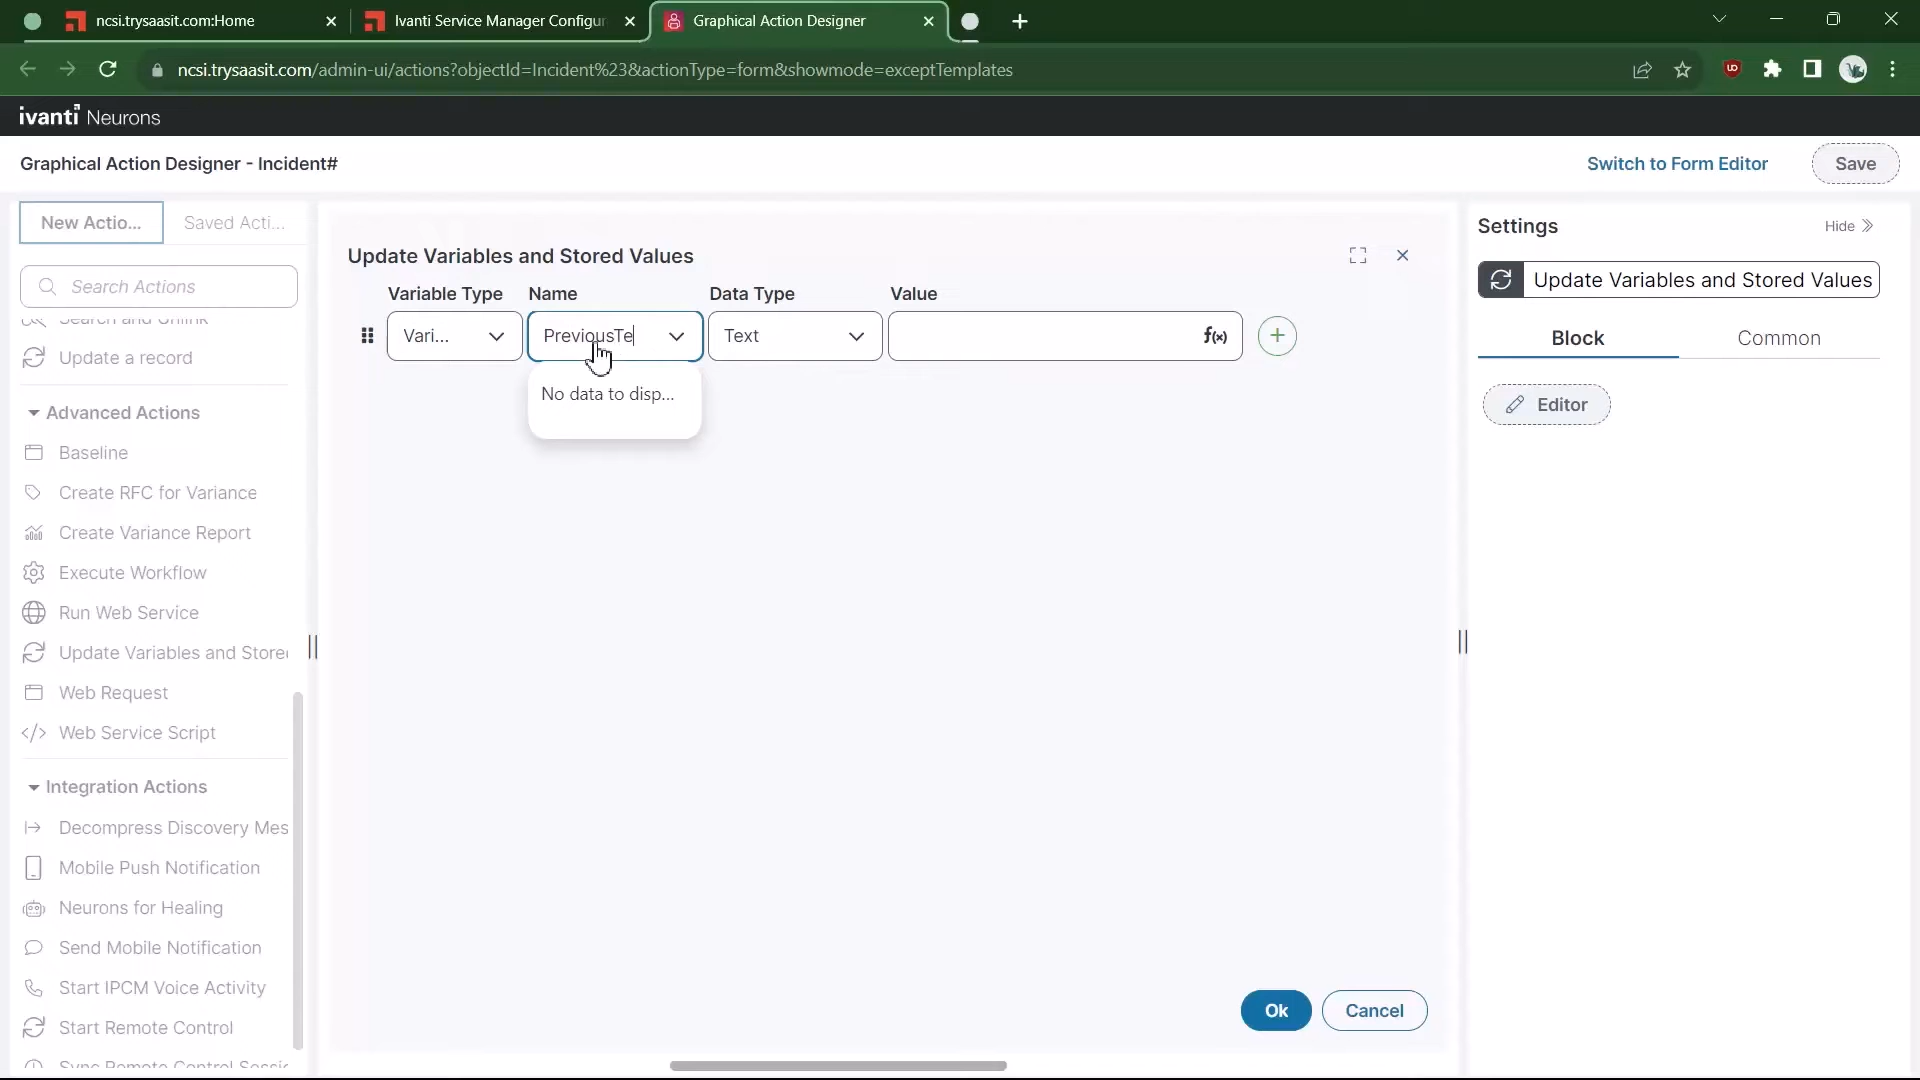 ncsi.trysaasit.com:Home
Ivanti Service Manager Configur
Graphical Action Designer
ncsi.trysaasit.com/admin-ui/actions?objectId=Incident%23&actionType=form&showmode=exceptTemplates
ivanti Neurons
Graphical Action Designer - Incident#
Switch to Form Editor
Save
New Actio...
Saved Acti...
Search Actions
Search and Unlink
Update a record
Advanced Actions
Baseline
Create RFC for Variance
Create Variance Report
Execute Workflow
Run Web Service
Update Variables and Store
Web Request
Web Service Script
Integration Actions
Decompress Discovery Mes
Mobile Push Notification
Neurons for Healing
Send Mobile Notification
Start IPCM Voice Activity
Start Remote Control
Sync Remote Control Sessi
Update Variables and Stored Values
Variable Type Name Data Type Value
Vari... PreviousTe Text f(x)
No data to disp...
Ok Cancel
Settings
Hide
Update Variables and Stored Values
Block Common
Editor